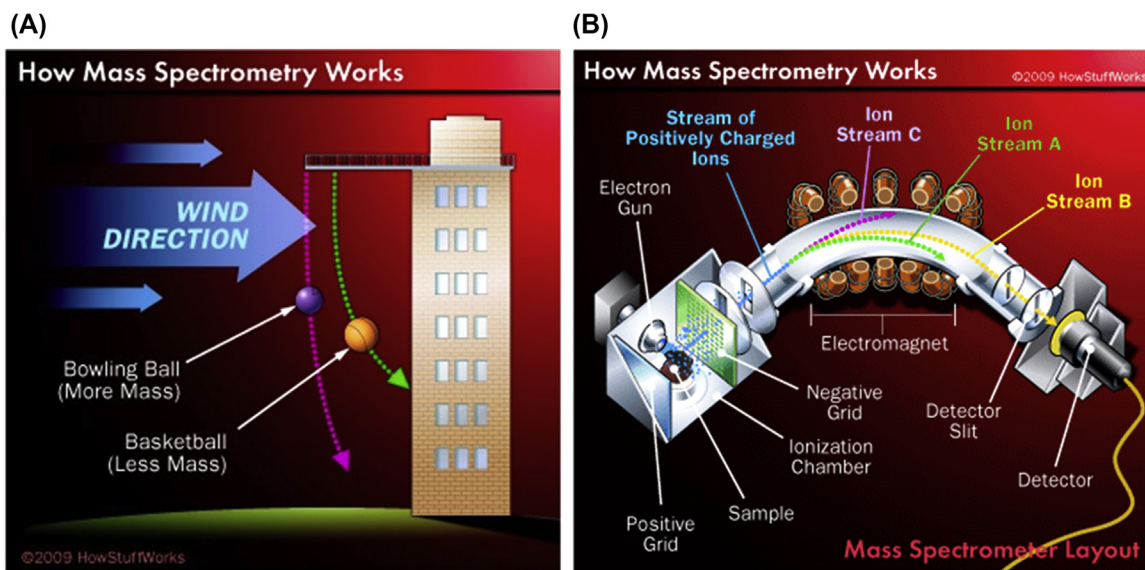 (A)
How Mass Spectrometry Works
WIND
DIRECTION
Bowling Ball
(More Mass)
Basketball
(Less Mass)
©2009 HowStuffWorks
(B)
How Mass Spectrometry Works
©2009 HowStuffWorks
Stream of
Positively Charged
Ions
Ion
Stream C
Ion
Stream A
Ion
Stream B
Electron
Gun
Electromagnet
Negative
Grid
Detector
Slit
Ionization
Chamber
Detector
Sample
Positive
Grid
Mass Spectrometer Layout